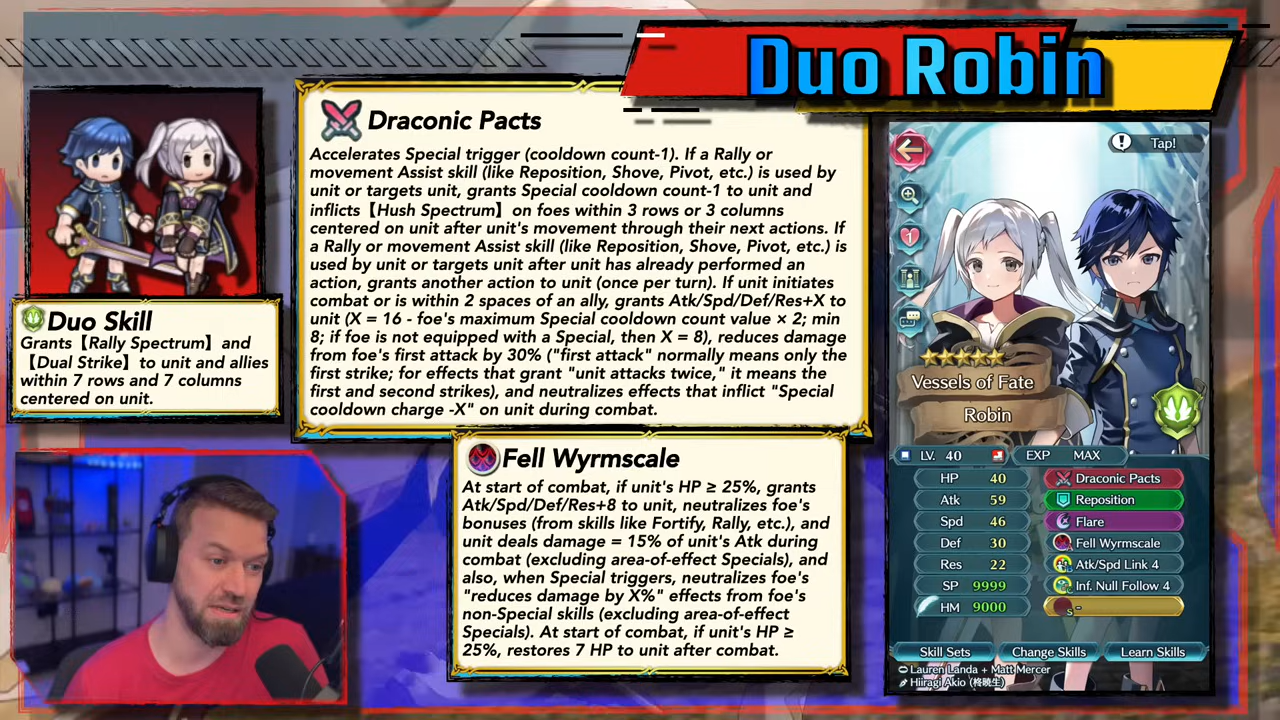 Duo Robin
Draconic Pacts
Accelerates Special trigger (cooldown count-1). If a Rally or
movement Assist skill (like Reposition, Shove, Pivot, etc.) is used by
unit or targets unit, grants Special cooldown count-1 to unit and
inflicts【Hush Spectrum】on foes within 3 rows or 3 columns
centered on unit after unit's movement through their next actions. If
a Rally or movement Assist skill (like Reposition, Shove, Pivot, etc.) is
used by unit or targets unit after unit has already performed an
action, grants another action to unit (once per turn). If unit initiates
combat or is within 2 spaces of an ally, grants Atk/Spd/Def/Res+X to
unit (X = 16 - foe's maximum Special cooldown count value × 2; min
8; if foe is not equipped with a Special, then X = 8), reduces damage
from foe's first attack by 30% ("first attack" normally means only the
first strike; for effects that grant "unit attacks twice," it means the
first and second strikes), and neutralizes effects that inflict "Special
cooldown charge -X" on unit during combat.
Duo Skill
Grants【Rally Spectrum】and
【Dual Strike】to unit and allies
within 7 rows and 7 columns
centered on unit.
Fell Wyrmscale
At start of combat, if unit's HP ≥ 25%, grants
Atk/Spd/Def/Res+8 to unit, neutralizes foe's
bonuses (from skills like Fortify, Rally, etc.), and
unit deals damage = 15% of unit's Atk during
combat (excluding area-of-effect Specials), and
also, when Special triggers, neutralizes foe's
"reduces damage by X%" effects from foe's
non-Special skills (excluding area-of-effect
Specials). At start of combat, if unit's HP ≥
25%, restores 7 HP to unit after combat.
Tap!
1
Vessels of Fate
Robin
LV. 40 EXP MAX
HP 40 Draconic Pacts
Atk 59 Reposition
Spd 46 Flare
Def 30 Fell Wyrmscale
Res 22 Atk/Spd Link 4
SP 9999 Inf. Null Follow 4
HM 9000 S -
Skill Sets Change Skills Learn Skills
Lauren Landa + Matt Mercer
Hiiragi Akio (柊暁生)